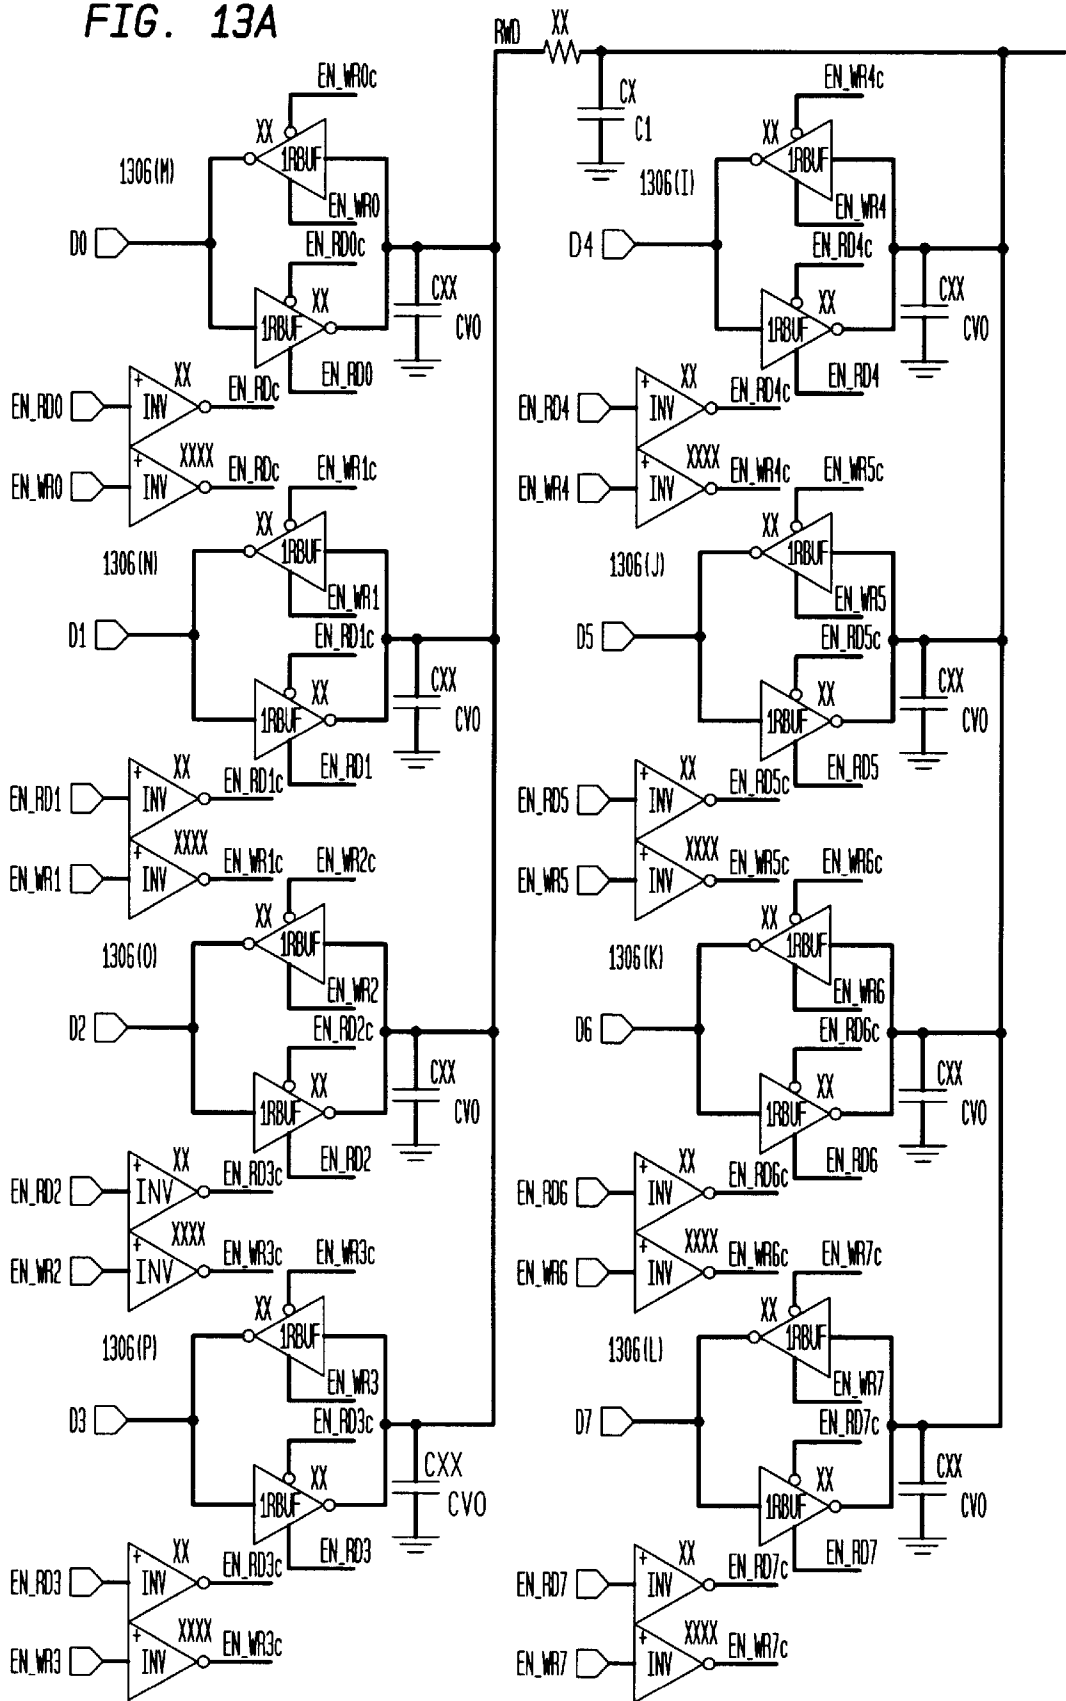 FIG. 13A
RWD
XX
CX
C1
EN_WR0c
XX
1RBUF
1306(M)
EN_WR0
D0
EN_RD0c
XX
1RBUF
CXX
CV0
EN_RD0
EN_RD0
XX
INV
EN_RDc
EN_WR0
XXXX
INV
EN_RDc
EN_WR1c
XX
1RBUF
1306(N)
EN_WR1
D1
EN_RD1c
XX
1RBUF
CXX
CV0
EN_RD1
EN_RD1
XX
INV
EN_RD1c
EN_WR1
XXXX
INV
EN_WR1c
EN_WR2c
XX
1RBUF
1306(O)
EN_WR2
D2
EN_RD2c
XX
1RBUF
CXX
CV0
EN_RD2
EN_RD2
XX
INV
EN_RD3c
EN_WR2
XXXX
INV
EN_WR3c
EN_WR3c
XX
1RBUF
1306(P)
EN_WR3
D3
EN_RD3c
XX
1RBUF
CXX
CV0
EN_RD3
EN_RD3
XX
INV
EN_RD3c
EN_WR3
XXXX
INV
EN_WR3c
EN_WR4c
XX
1RBUF
1306(I)
EN_WR4
D4
EN_RD4c
XX
1RBUF
CXX
CV0
EN_RD4
EN_RD4
XX
INV
EN_RD4c
EN_WR4
XXXX
INV
EN_WR4c
EN_WR5c
XX
1RBUF
1306(J)
EN_WR5
D5
EN_RD5c
XX
1RBUF
CXX
CV0
EN_RD5
EN_RD5
XX
INV
EN_RD5c
EN_WR5
XXXX
INV
EN_WR5c
EN_WR6c
XX
1RBUF
1306(K)
EN_WR6
D6
EN_RD6c
XX
1RBUF
CXX
CV0
EN_RD6
EN_RD6
XX
INV
EN_RD6c
EN_WR6
XXXX
INV
EN_WR6c
EN_WR7c
XX
1RBUF
1306(L)
EN_WR7
D7
EN_RD7c
XX
1RBUF
CXX
CV0
EN_RD7
EN_RD7
XX
INV
EN_RD7c
EN_WR7
XXXX
INV
EN_WR7c